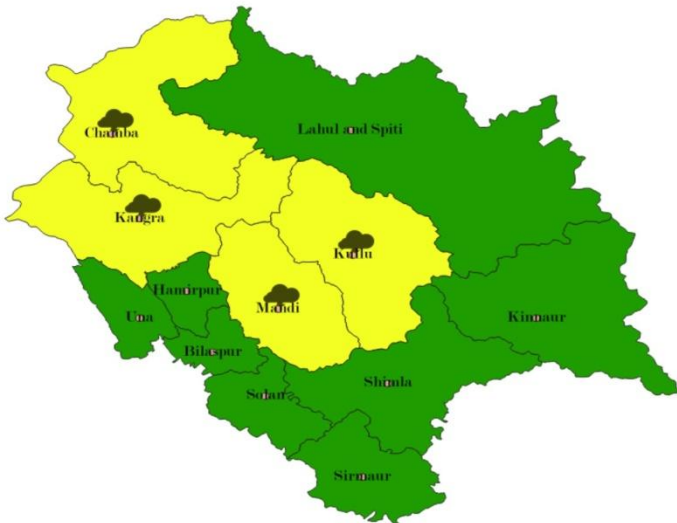 Lahul and Spiti
Chamba
Kangra
Kullu
Hamirpur
Mandi
Una
Kinnaur
Bilaspur
Shimla
Solan
Sirmaur